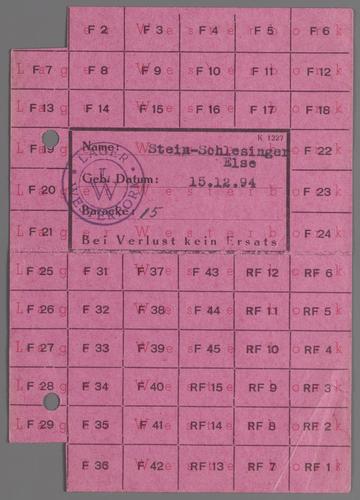 F 2 F 3 F 4 F 5 F 6
F 7 F 8 F 9 F 10 F 11 F 12
F 13 F 14 F 15 F 16 F 17 F 18
K 1227
F 19 Name: Stein-Schlesinger F 22
Else
F 20 Geb. Datum: 15.12.94 F 23
LAGER WESTERBORK
W
Baracke: 15
F 21 Bei Verlust kein Ersatz F 24
F 25 F 31 F 37 F 43 RF 12 RF 6
F 26 F 32 F 38 F 44 RF 11 RF 5
F 27 F 33 F 39 F 45 RF 10 RF 4
F 28 F 34 F 40 RF 15 RF 9 RF 3
F 29 F 35 F 41 RF 14 RF 8 RF 2
F 36 F 42 RF 13 RF 7 RF 1